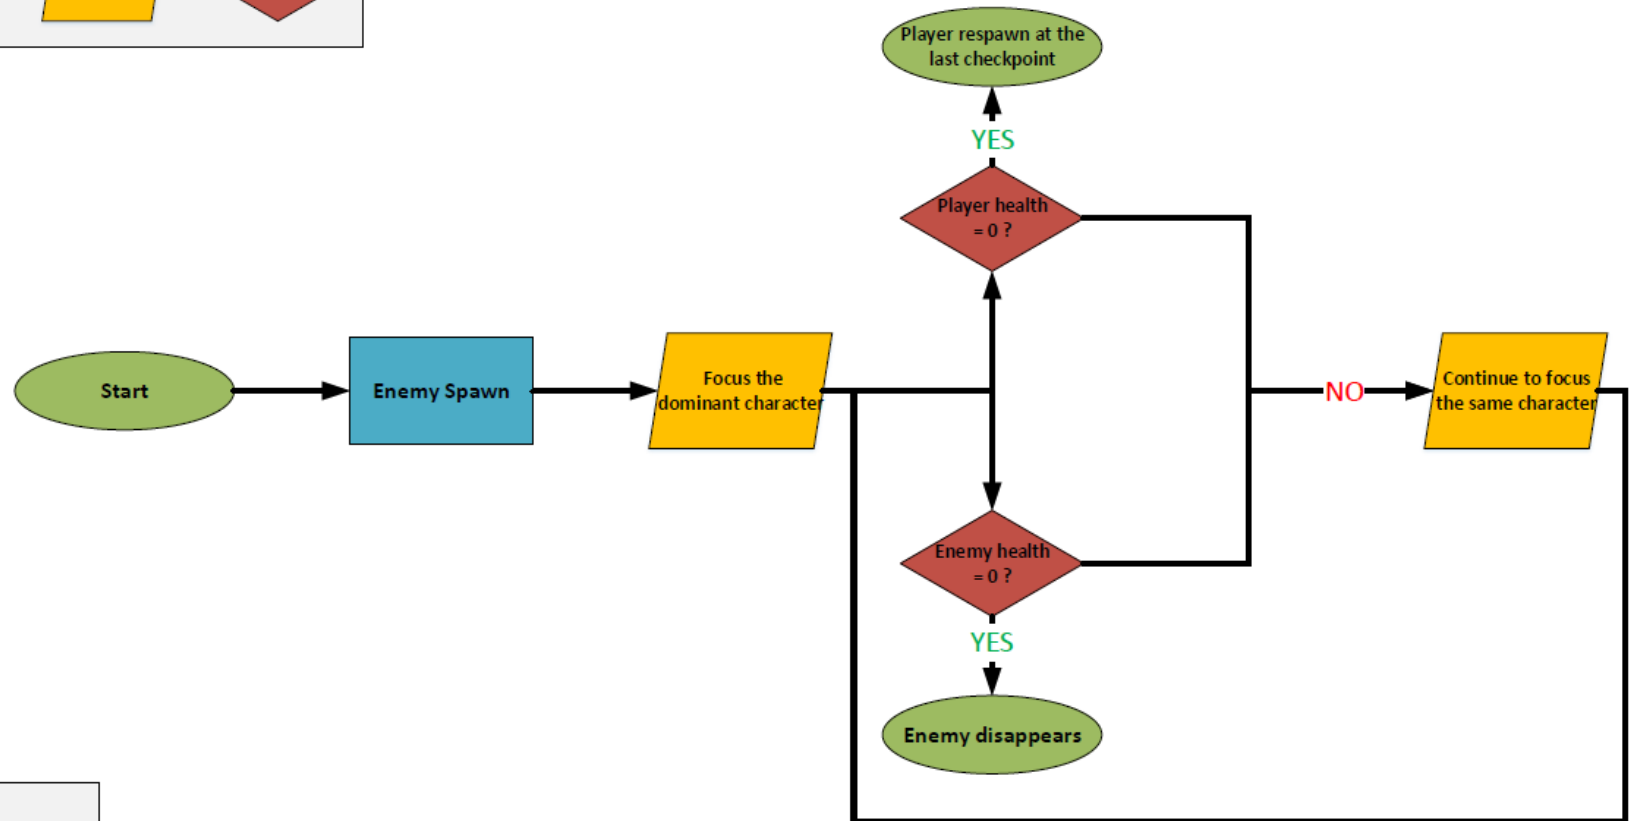 Player respawn at the
last checkpoint
YES
Player health
= 0 ?
Start
Enemy Spawn
Focus the
dominant character
NO
Continue to focus
the same character
Enemy health
= 0 ?
YES
Enemy disappears